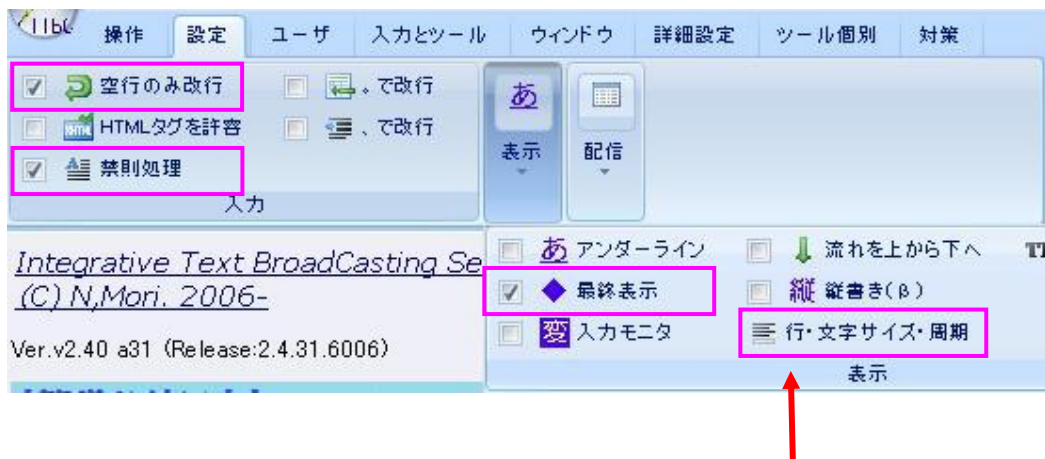 操作 設定 ユーザ 入力とツール ウィンドウ 詳細設定 ツール個別 対策
空行のみ改行 。で改行
HTMLタグを許容 、で改行
禁則処理
入力
あ
表示 配信
Integrative Text BroadCasting Se
(C) N,Mori. 2006-
Ver.v2.40 a31 (Release:2.4.31.6006)
あ アンダーライン 流れを上から下へ
最終表示 縦 縦書き(β)
変 入力モニタ 行・文字サイズ・周期
表示